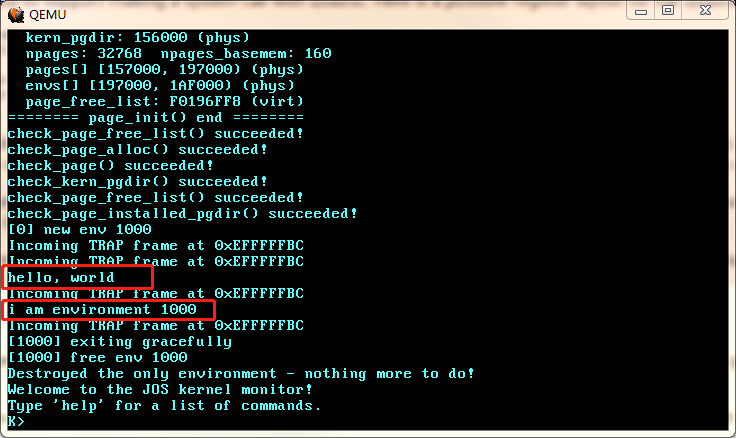 QEMU
kern_pgdir: 156000 (phys)
npages: 32768  npages_basemem: 160
pages[] [157000, 197000) (phys)
envs[] [197000, 1AF000) (phys)
page_free_list: F0196FF8 (virt)
======== page_init() end ========
check_page_free_list() succeeded!
check_page_alloc() succeeded!
check_page() succeeded!
check_kern_pgdir() succeeded!
check_page_free_list() succeeded!
check_page_installed_pgdir() succeeded!
[0] new env 1000
Incoming TRAP frame at 0xEFFFFFBC
Incoming TRAP frame at 0xEFFFFFBC
hello, world
Incoming TRAP frame at 0xEFFFFFBC
i am environment 1000
Incoming TRAP frame at 0xEFFFFFBC
[1000] exiting gracefully
[1000] free env 1000
Destroyed the only environment - nothing more to do!
Welcome to the JOS kernel monitor!
Type 'help' for a list of commands.
K>